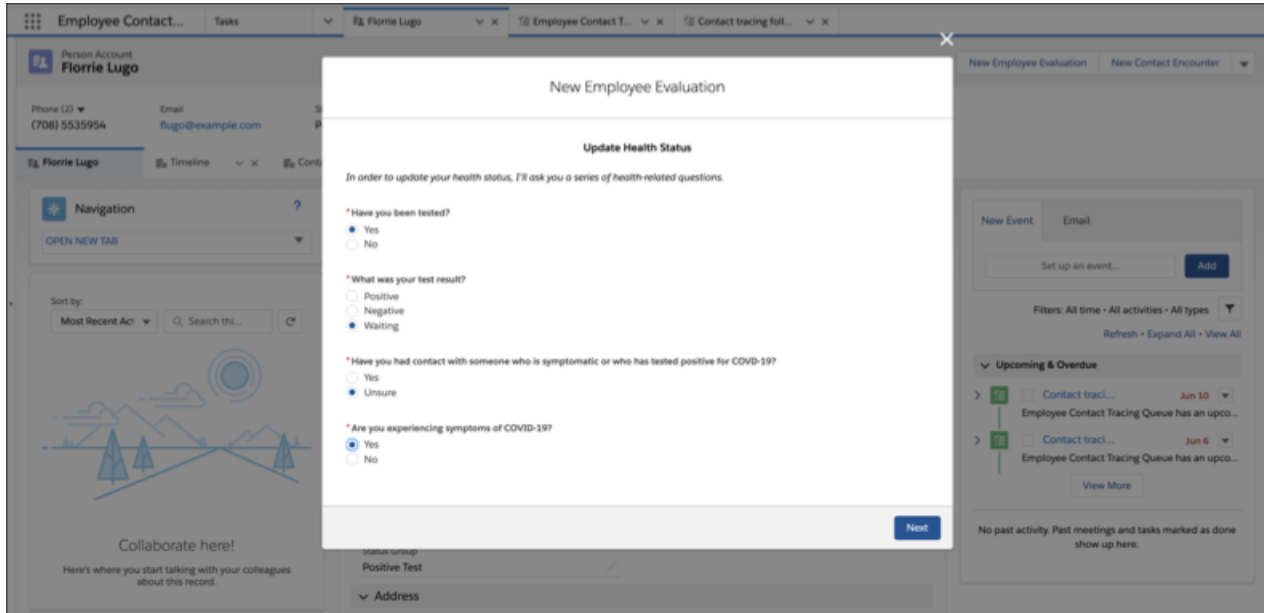 Employee Contact...
Tasks
Florrie Lugo
Employee Contact T...
Contact tracing foll...
Person Account
Florrie Lugo
New Employee Evaluation
New Contact Encounter
Phone (2)
Email
(708) 5535954
flugo@example.com
Florrie Lugo
Timeline
Conta
Navigation
?
OPEN NEW TAB
Sort by:
Most Recent Act
Search thi...
Collaborate here!
Here's where you start talking with your colleagues
about this record.
New Employee Evaluation
Update Health Status
In order to update your health status, I'll ask you a series of health-related questions.
*Have you been tested?
Yes
No
*What was your test result?
Positive
Negative
Waiting
*Have you had contact with someone who is symptomatic or who has tested positive for COVD-19?
Yes
Unsure
*Are you experiencing symptoms of COVID-19?
Yes
No
Next
Status Group
Positive Test
Address
New Event
Email
Set up an event...
Add
Filters: All time • All activities • All types
Refresh • Expand All • View All
Upcoming & Overdue
Contact traci...
Jun 10
Employee Contact Tracing Queue has an upco...
Contact traci...
Jun 6
Employee Contact Tracing Queue has an upco...
View More
No past activity. Past meetings and tasks marked as done
show up here.